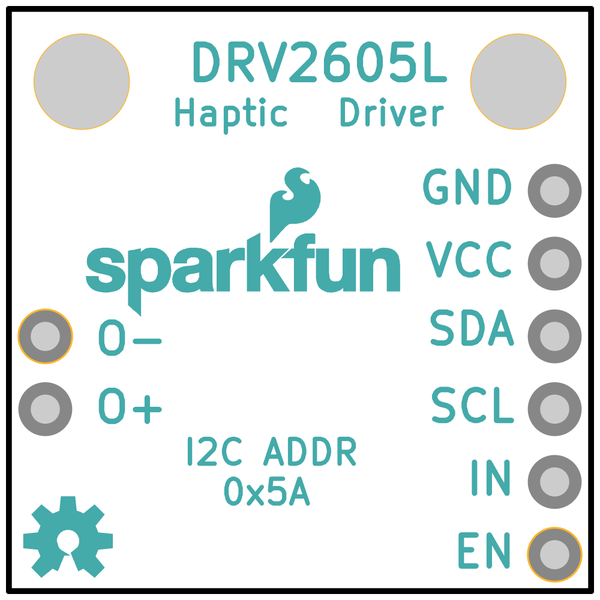 DRV2605L
Haptic Driver
GND
sparkfun
VCC
O-
SDA
O+
SCL
I2C ADDR
0x5A
IN
EN